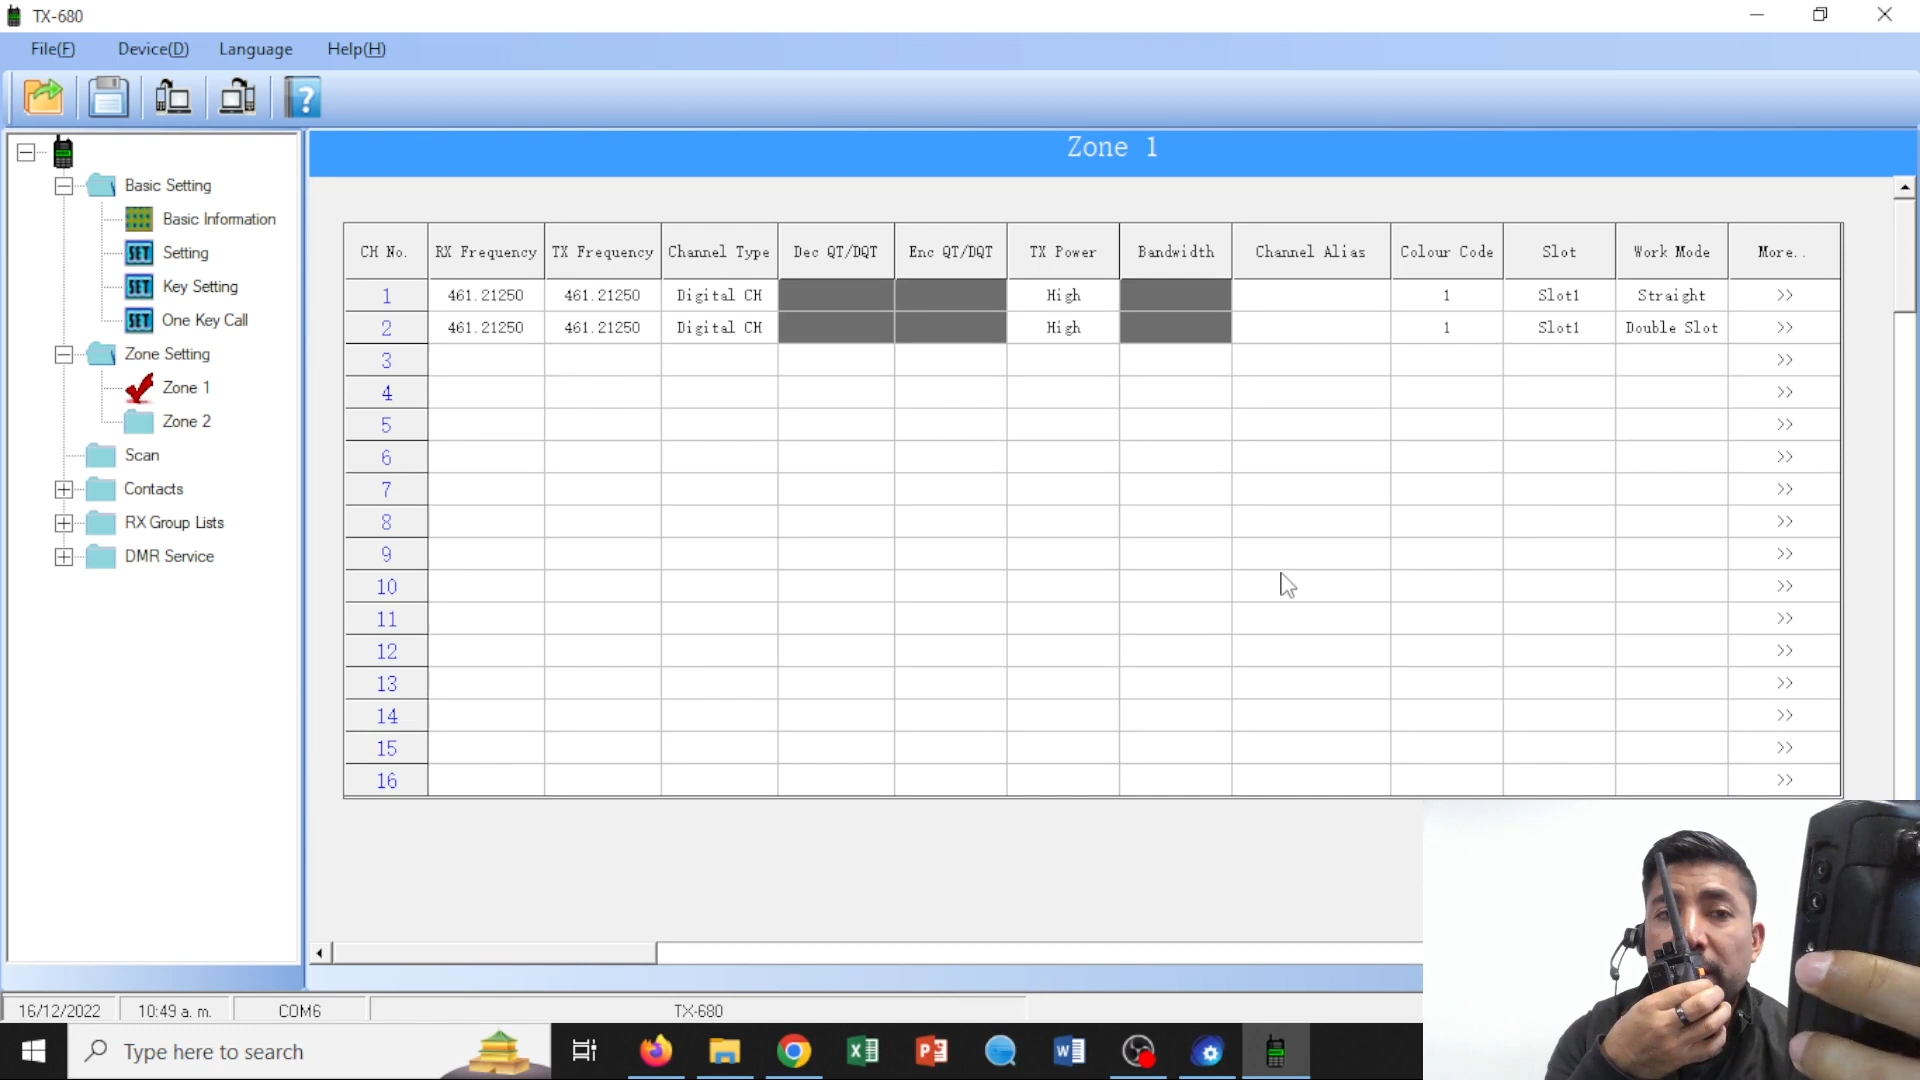 TX-680
File(F) Device(D) Language Help(H)
Basic Setting
Basic Information
Setting
Key Setting
One Key Call
Zone Setting
Zone 1
Zone 2
Scan
Contacts
RX Group Lists
DMR Service
SET
SET
SET
Zone 1
CH No. RX Frequency TX Frequency Channel Type Dec QT/DQT Enc QT/DQT TX Power Bandwidth Channel Alias Colour Code Slot Work Mode More..
1 461.21250 461.21250 Digital CH High 1 Slot1 Straight >>
2 461.21250 461.21250 Digital CH High 1 Slot1 Double Slot >>
3 >>
4 >>
5 >>
6 >>
7 >>
8 >>
9 >>
10 >>
11 >>
12 >>
13 >>
14 >>
15 >>
16 >>
16/12/2022 10:49 a. m. COM6 TX-680
Type here to search